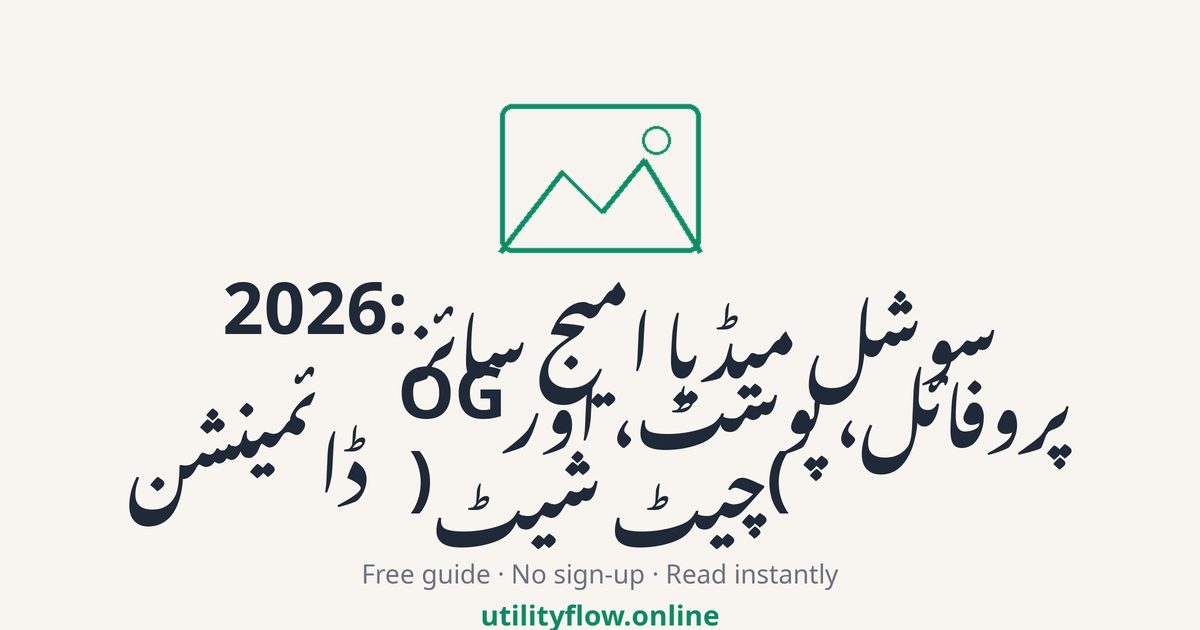 سوشل میڈیا امیج سائز 2026:
پروفائل، پوسٹ، اور OG ڈائمینشن
(چیٹ شیٹ)
Free guide · No sign-up · Read instantly
utilityflow.online